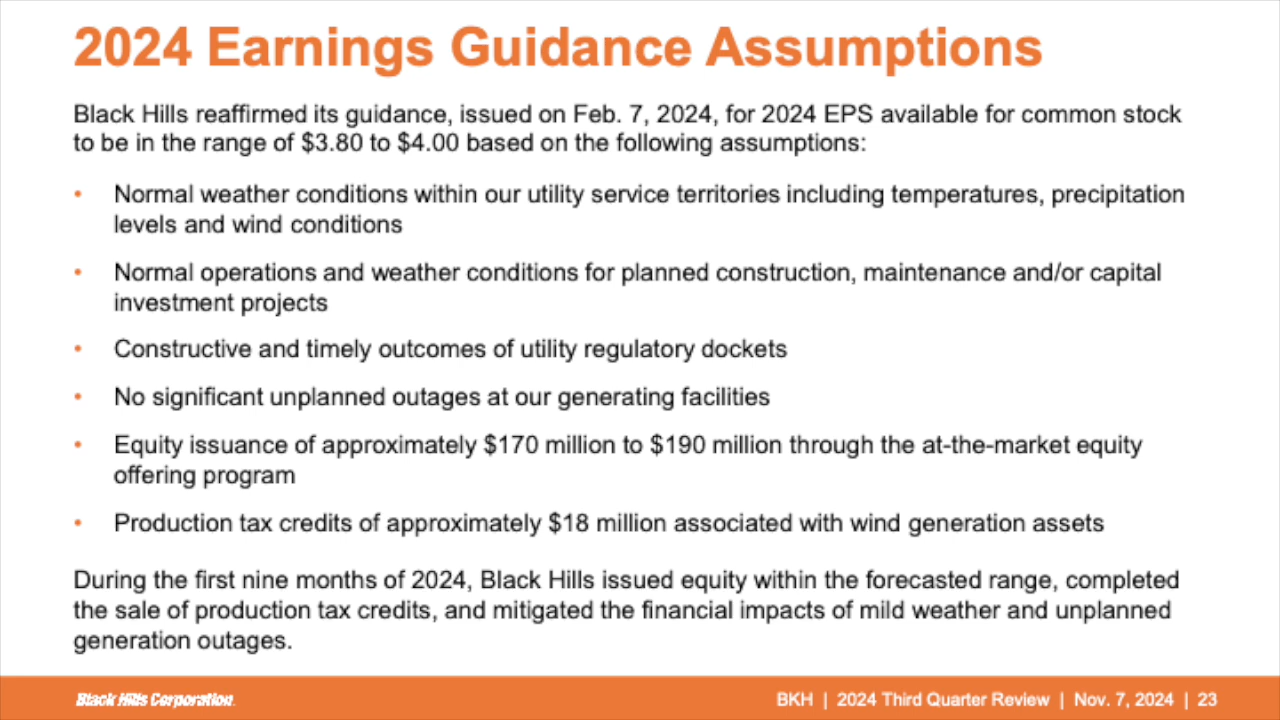 2024 Earnings Guidance Assumptions
Black Hills reaffirmed its guidance, issued on Feb. 7, 2024, for 2024 EPS available for common stock
to be in the range of $3.80 to $4.00 based on the following assumptions:
• Normal weather conditions within our utility service territories including temperatures, precipitation
levels and wind conditions
• Normal operations and weather conditions for planned construction, maintenance and/or capital
investment projects
• Constructive and timely outcomes of utility regulatory dockets
• No significant unplanned outages at our generating facilities
• Equity issuance of approximately $170 million to $190 million through the at-the-market equity
offering program
• Production tax credits of approximately $18 million associated with wind generation assets
During the first nine months of 2024, Black Hills issued equity within the forecasted range, completed
the sale of production tax credits, and mitigated the financial impacts of mild weather and unplanned
generation outages.
Black Hills Corporation. BKH | 2024 Third Quarter Review | Nov. 7, 2024 | 23